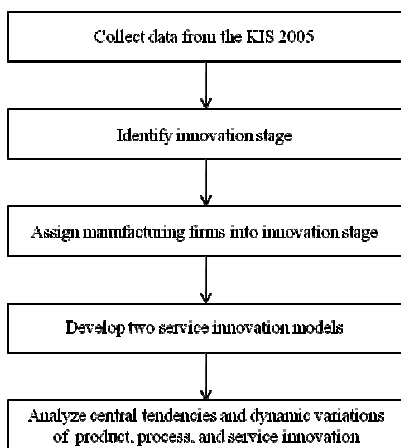 Collect data from the KIS 2005
Identify innovation stage
Assign manufacturing firms into innovation stage
Develop two service innovation models
Analyze central tendencies and dynamic variations
of product, process, and service innovation